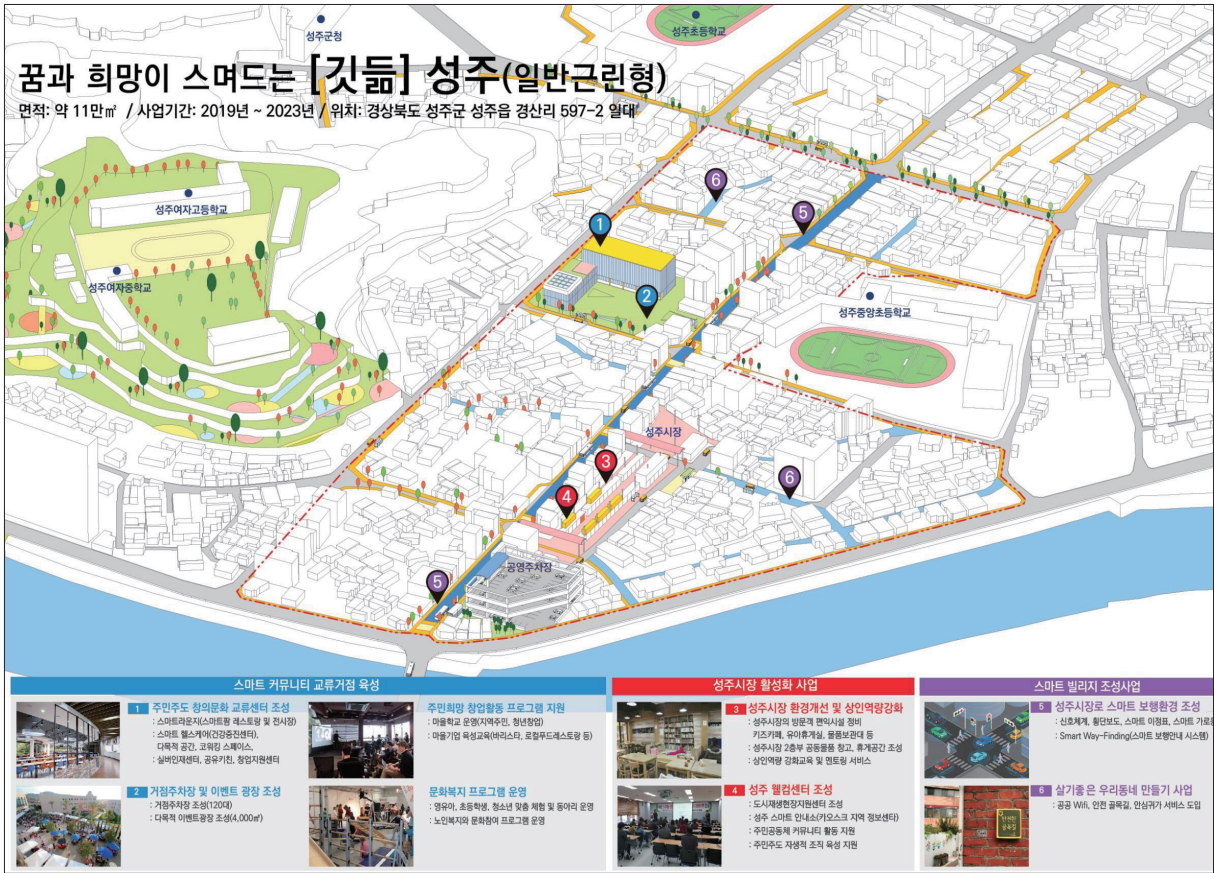 꿈과 희망이 스며드는 [깃듦] 성주(일반근린형)
면적: 약 11만㎡ / 사업기간: 2019년 ~ 2023년 / 위치: 경상북도 성주군 성주읍 경산리 597-2 일대
성주군청
성주초등학교
성주여자고등학교
성주여자중학교
6
5
1
2
성주중앙초등학교
성주시장
3
4
6
공영주차장
5
스마트 커뮤니티 교류거점 육성
1 주민주도 창의문화 교류센터 조성
: 스마트라운지(스마트팜 레스토랑 및 전시장)
: 스마트 헬스케어(건강증진센터),
다목적 공간, 코워킹 스페이스,
: 실버인재센터, 공유키친, 창업지원센터
주민희망 창업활동 프로그램 지원
: 마을학교 운영(지역주민, 청년창업)
: 마을기업 육성교육(바리스타, 로컬푸드레스토랑 등)
2 거점주차장 및 이벤트 광장 조성
: 거점주차장 조성(120대)
: 다목적 이벤트광장 조성(4,000㎡)
문화복지 프로그램 운영
: 영유아, 초등학생, 청소년 맞춤 체험 및 동아리 운영
: 노인복지와 문화참여 프로그램 운영
성주시장 활성화 사업
3 성주시장 환경개선 및 상인역량강화
: 성주시장의 방문객 편익시설 정비
키즈카페, 유아휴게실, 물품보관대 등
: 성주시장 2층부 공동물품 창고, 휴게공간 조성
: 상인역량 강화교육 및 멘토링 서비스
4 성주 웰컴센터 조성
: 도시재생현장지원센터 조성
: 성주 스마트 안내소(키오스크 지역 정보센터)
: 주민공동체 커뮤니티 활동 지원
: 주민주도 자생적 조직 육성 지원
스마트 빌리지 조성사업
5 성주시장로 스마트 보행환경 조성
: 신호체계, 횡단보도, 스마트 이정표, 스마트 가로등
: Smart Way-Finding(스마트 보행안내 시스템)
6 살기좋은 우리동네 만들기 사업
: 공공 Wifi, 안전 골목길, 안심귀가 서비스 도입
안전한
골목길